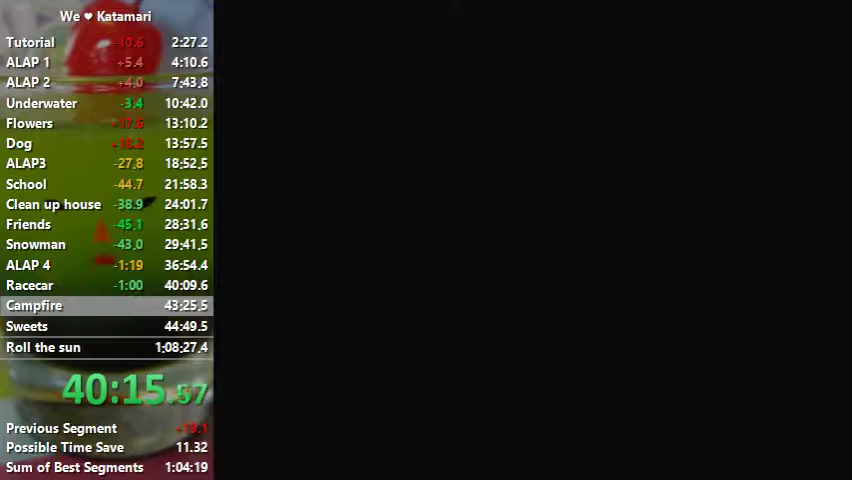 We ♥ Katamari
Tutorial -10.6 2:27.2
ALAP 1 +5.4 4:10.6
ALAP 2 +4.0 7:43.8
Underwater -3.4 10:42.0
Flowers +17.6 13:10.2
Dog +18.2 13:57.5
ALAP3 -27.8 18:52.5
School -44.7 21:58.3
Clean up house -38.9 24:01.7
Friends -45.1 28:31.6
Snowman -43.0 29:41.5
ALAP 4 -1:19 36:54.4
Racecar -1:00 40:09.6
Campfire 43:25.5
Sweets 44:49.5
Roll the sun 1:08:27.4
40:15.57
Previous Segment +19.1
Possible Time Save 11.32
Sum of Best Segments 1:04:19